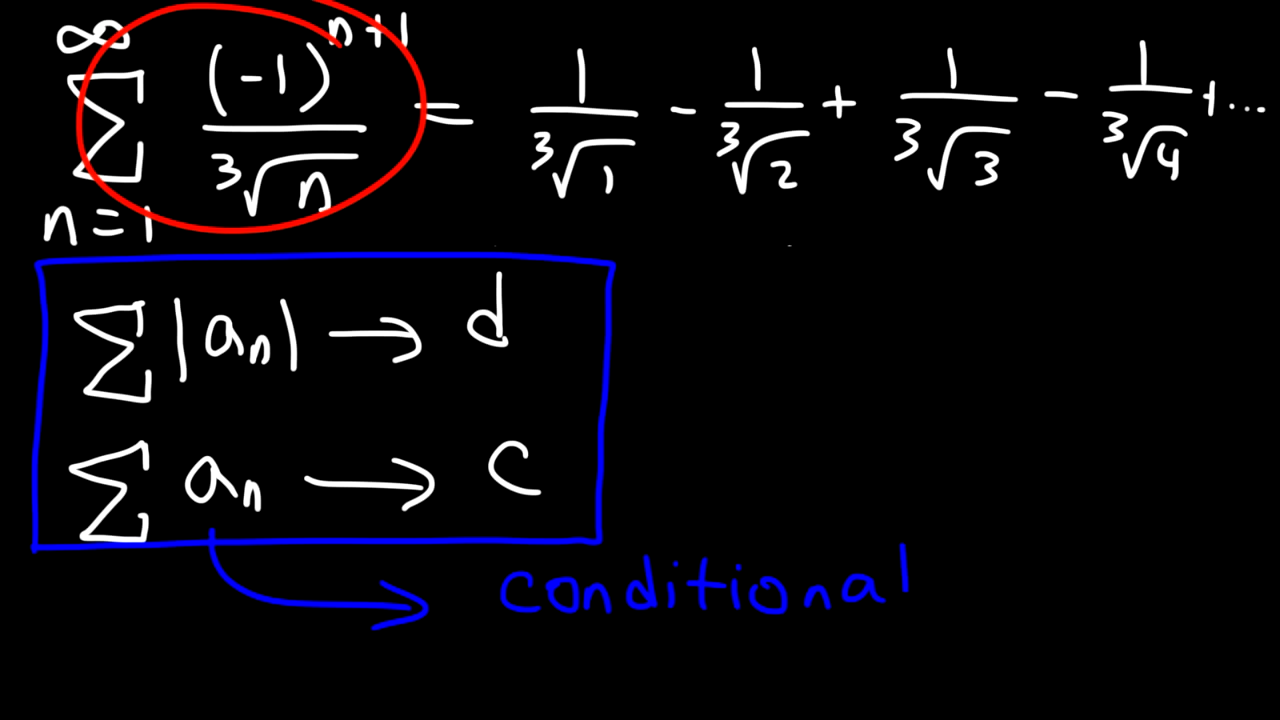 ∞
∑ (-1)^{n+1} / ∛n = 1/∛1 - 1/∛2 + 1/∛3 - 1/∛4 + ...
n=1
∑ |aₙ| → d
∑ aₙ → c
conditional